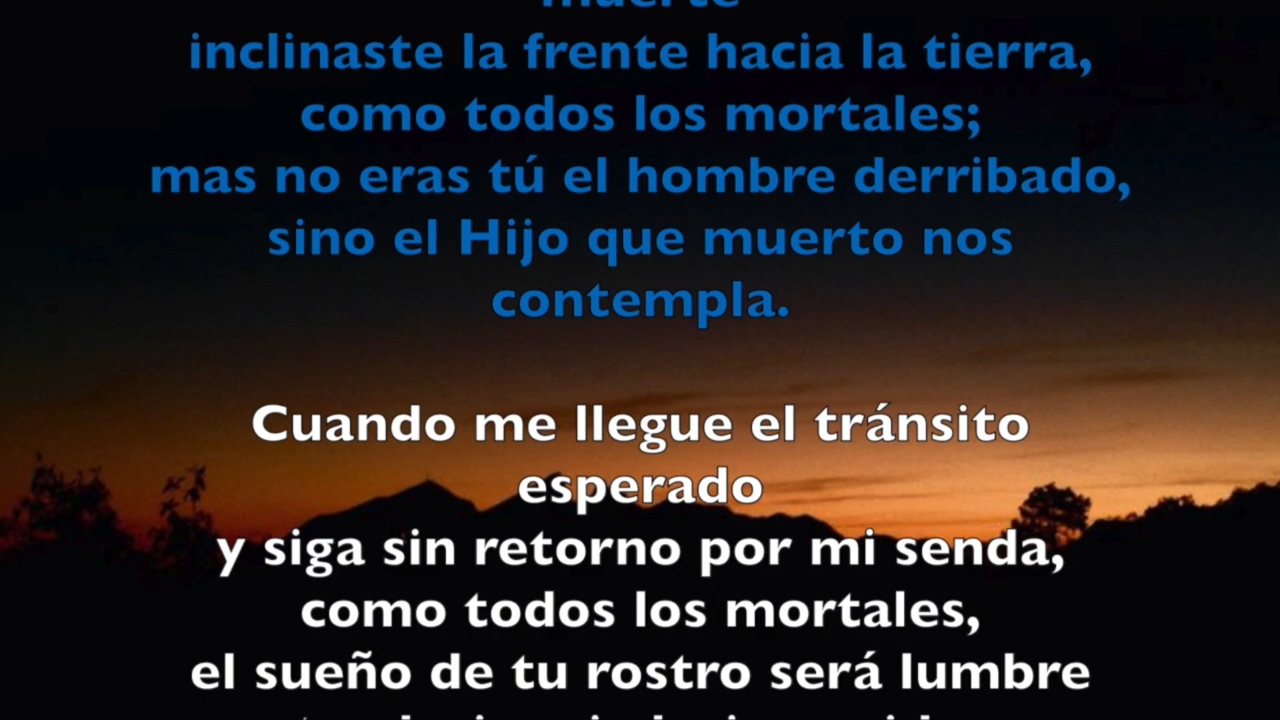 muerte
inclinaste la frente hacia la tierra,
como todos los mortales;
mas no eras tú el hombre derribado,
sino el Hijo que muerto nos
contempla.
Cuando me llegue el tránsito
esperado
y siga sin retorno por mi senda,
como todos los mortales,
el sueño de tu rostro será lumbre